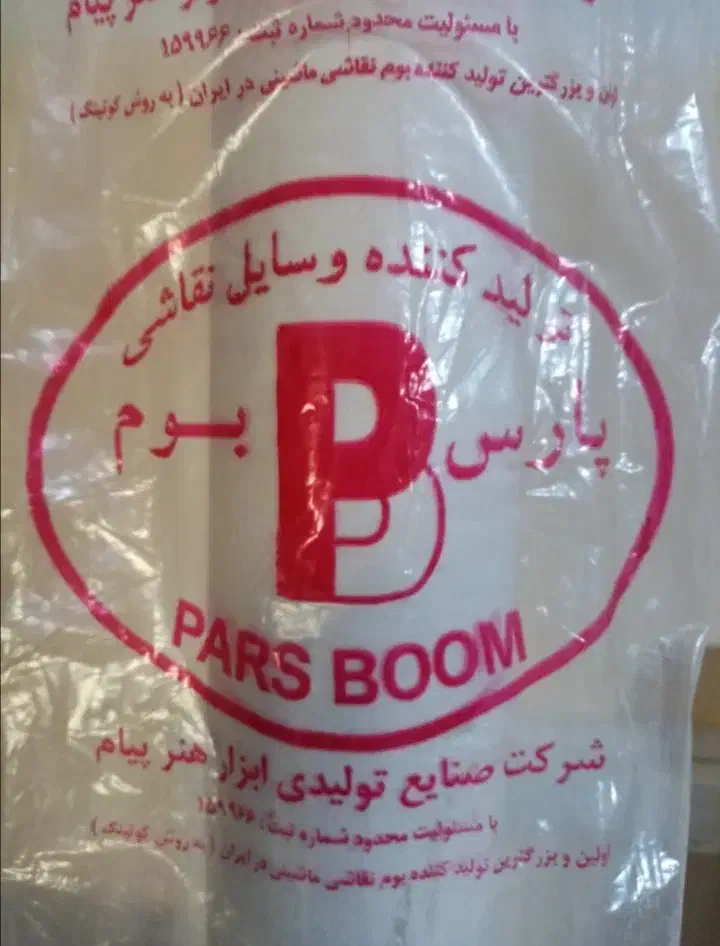 هنر پیام
با مسئولیت محدود شماره ثبت: ۱۵۹۹۶۶
اولین و بزرگترین تولید کننده بوم نقاشی ماشینی در ایران ( به روش کوتینگ )
تولید کننده وسایل نقاشی
پارس بوم
PARS BOOM
شرکت صنایع تولیدی ابزار هنر پیام
با مسئولیت محدود شماره ثبت: ۱۵۹۹۶۶
اولین و بزرگترین تولید کننده بوم نقاشی ماشینی در ایران ( به روش کوتینگ )